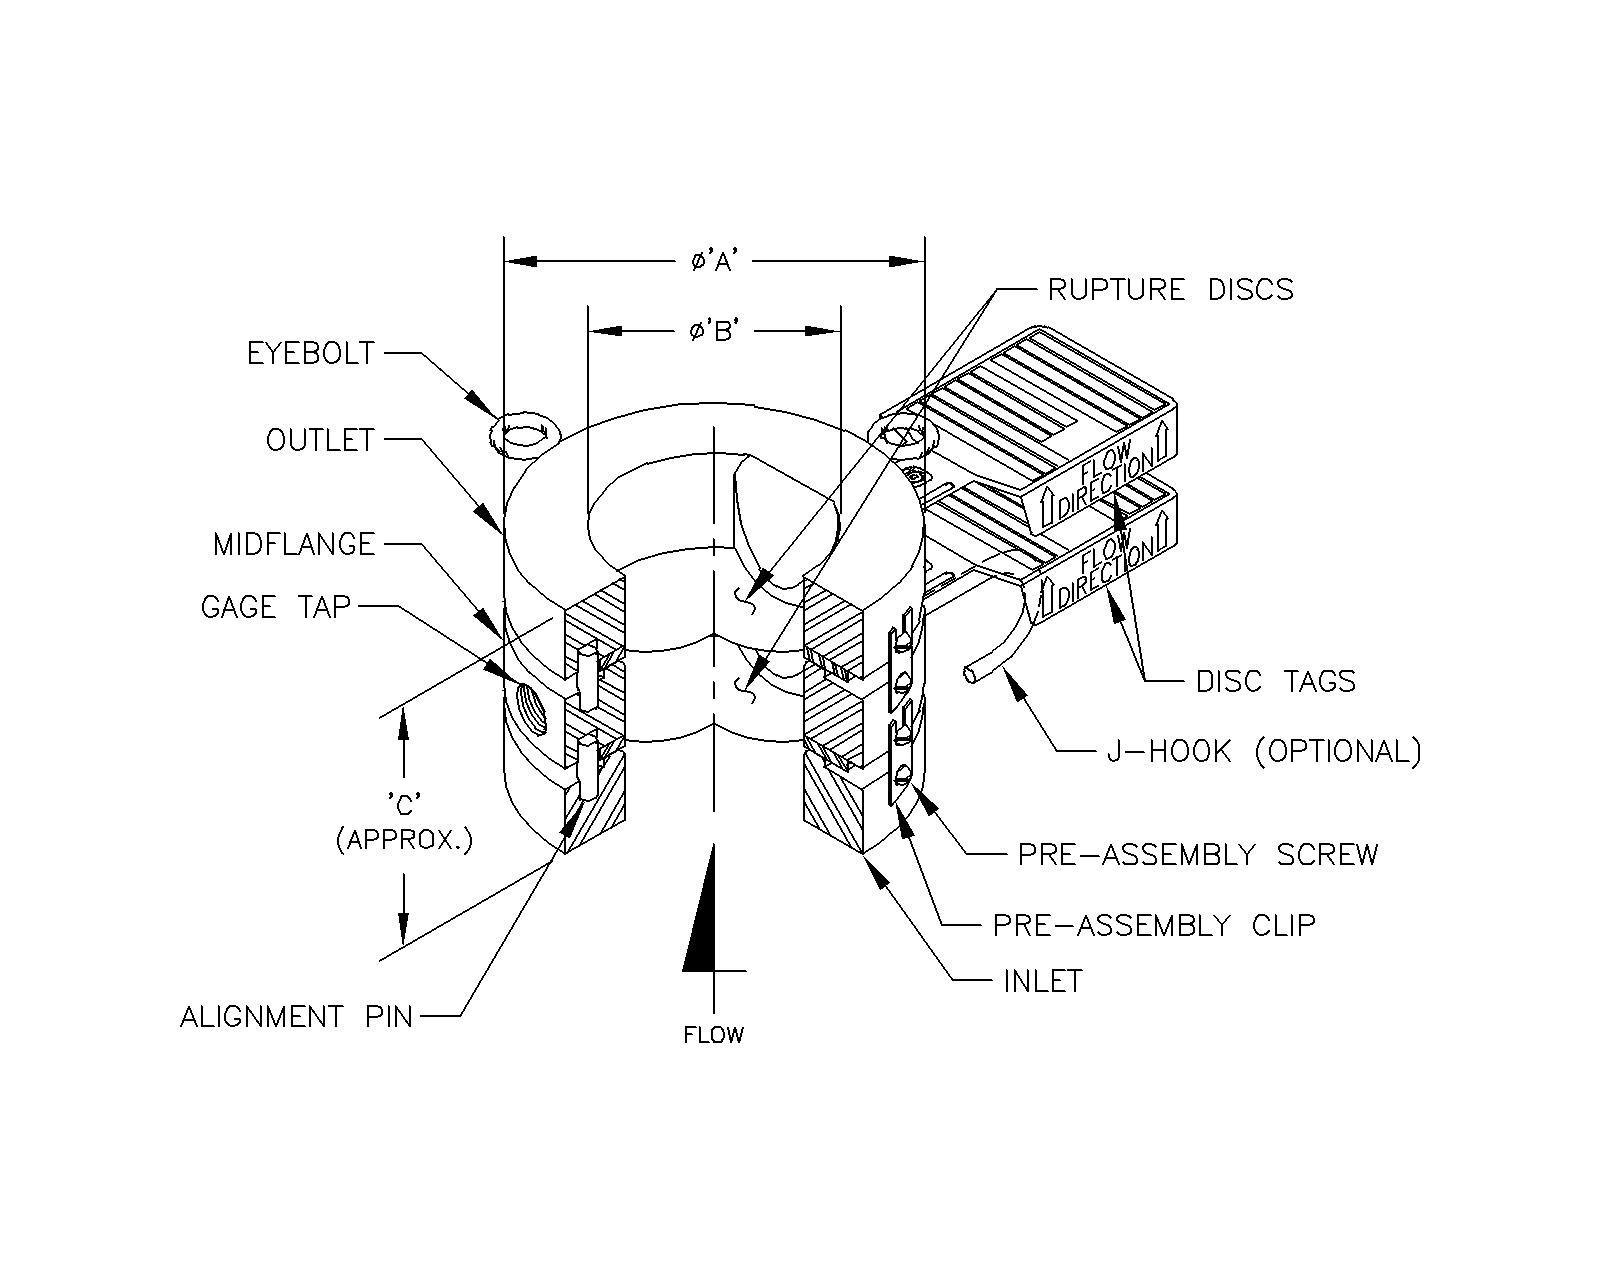 ø'A'
RUPTURE DISCS
ø'B'
EYEBOLT
OUTLET
FLOW
DIRECTION
MIDFLANGE
FLOW
DIRECTION
GAGE TAP
DISC TAGS
J-HOOK (OPTIONAL)
'C'
(APPROX.)
PRE-ASSEMBLY SCREW
PRE-ASSEMBLY CLIP
INLET
ALIGNMENT PIN
FLOW